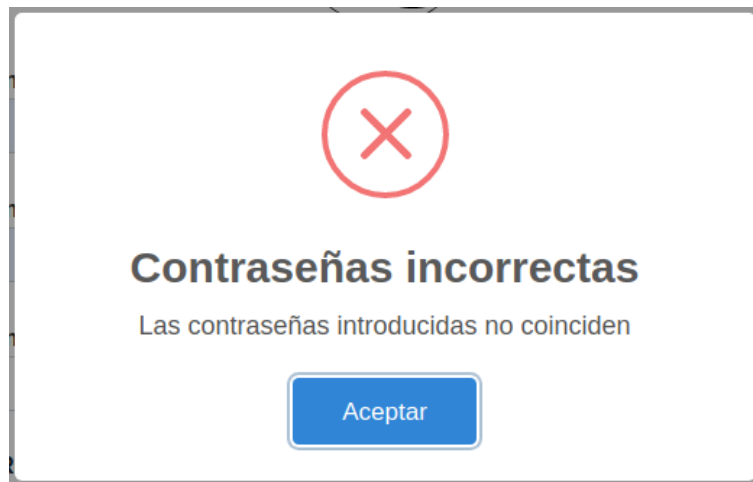 Contraseñas incorrectas
Las contraseñas introducidas no coinciden
Aceptar